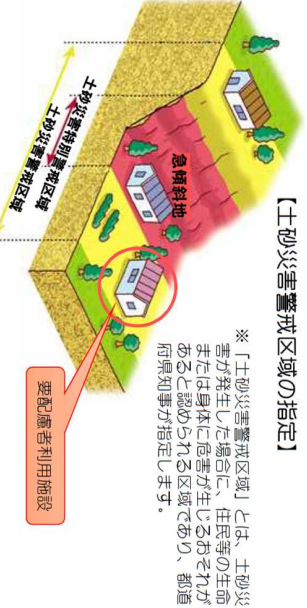 【土砂災害警戒区域の指定】
※「土砂災害警戒区域」とは、土砂災
害が発生した場合に、住民等の生命
または身体に危害が生じるおそれが
あると認められる区域であり、都道
府県知事が指定します。
急傾斜地
土砂災害特別警戒区域
土砂災害警戒区域
要配慮者利用施設